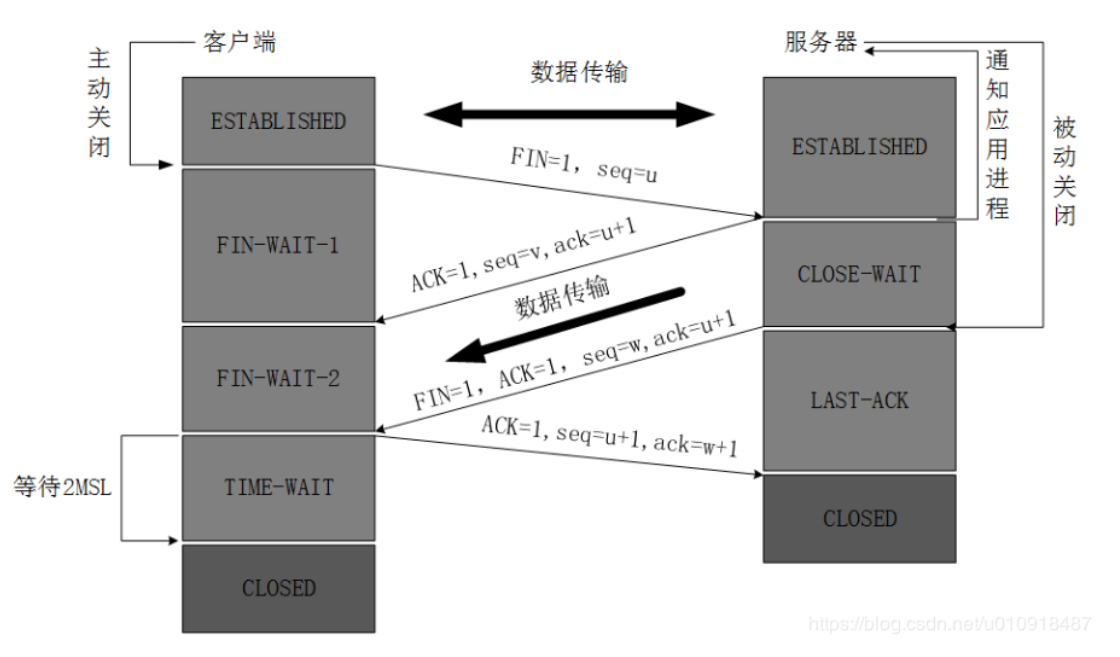 客户端
服务器
主动关闭
数据传输
通知应用进程
被动关闭
ESTABLISHED
ESTABLISHED
FIN=1, seq=u
FIN-WAIT-1
ACK=1,seq=v,ack=u+1
CLOSE-WAIT
数据传输
FIN-WAIT-2
FIN=1, ACK=1, seq=w,ack=u+1
LAST-ACK
ACK=1,seq=u+1,ack=w+1
等待2MSL
TIME-WAIT
CLOSED
CLOSED
https://blog.csdn.net/u010918487